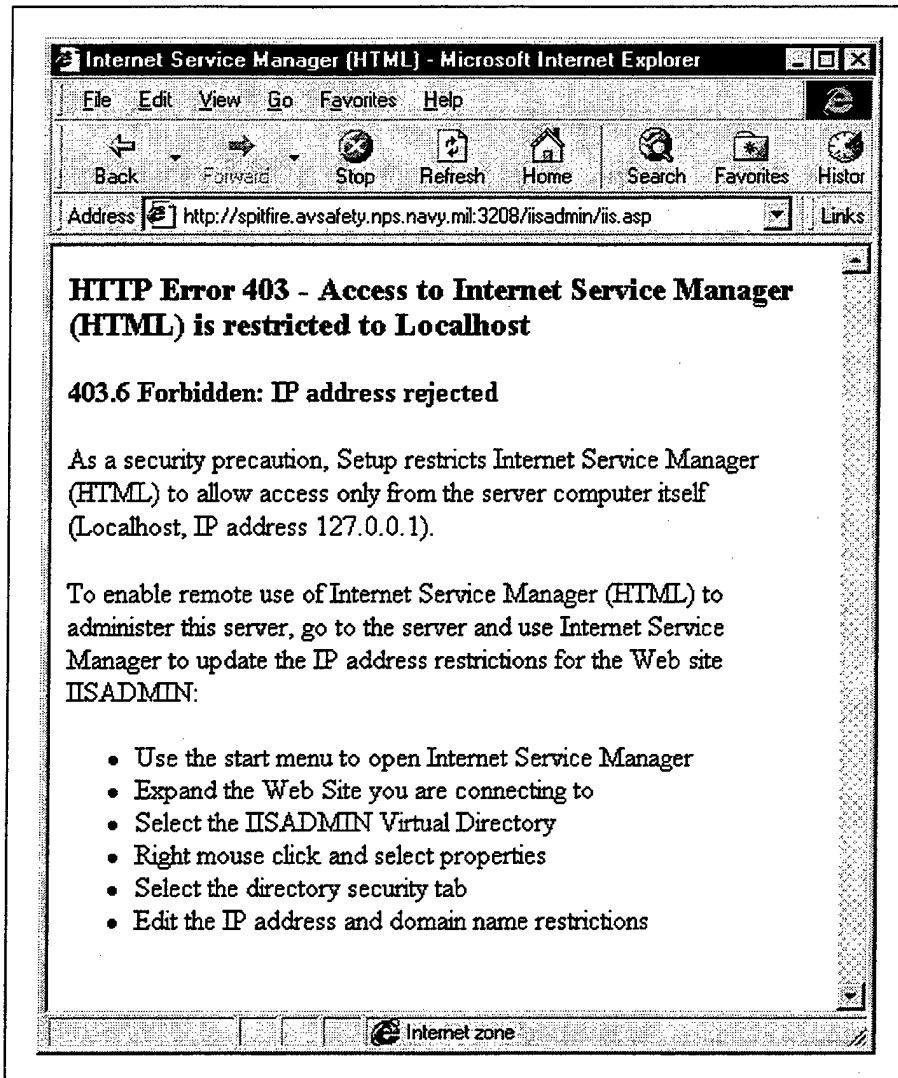 Internet Service Manager (HTML) - Microsoft Internet Explorer
File Edit View Go Favorites Help
Back Forward Stop Refresh Home Search Favorites Histor
Address http://spitfire.avsafety.nps.navy.mil:3208/iisadmin/iis.asp Links
HTTP Error 403 - Access to Internet Service Manager
(HTML) is restricted to Localhost
403.6 Forbidden: IP address rejected
As a security precaution, Setup restricts Internet Service Manager
(HTML) to allow access only from the server computer itself
(Localhost, IP address 127.0.0.1).
To enable remote use of Internet Service Manager (HTML) to
administer this server, go to the server and use Internet Service
Manager to update the IP address restrictions for the Web site
IISADMIN:
• Use the start menu to open Internet Service Manager
• Expand the Web Site you are connecting to
• Select the IISADMIN Virtual Directory
• Right mouse click and select properties
• Select the directory security tab
• Edit the IP address and domain name restrictions
Internet zone